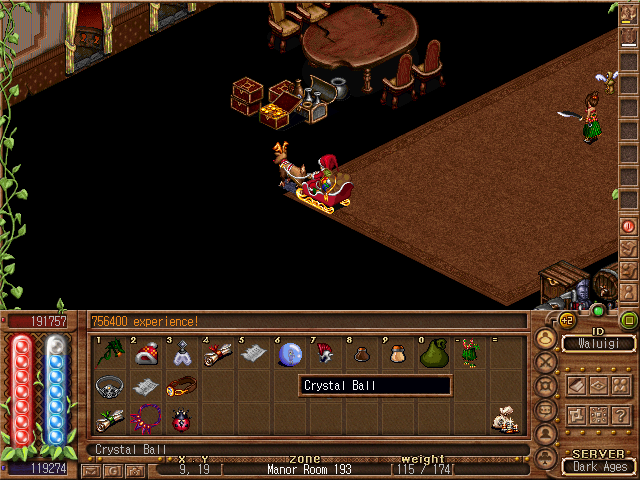 191757
756400 experience!
+2
ID
Waluigi
1 2 3 4 5 6 7 8 9 0 - =
Crystal Ball
Crystal Ball
x y zone weight
119274
G
9, 19
Manor Room 193
115 / 174
?
SERVER
Dark Ages